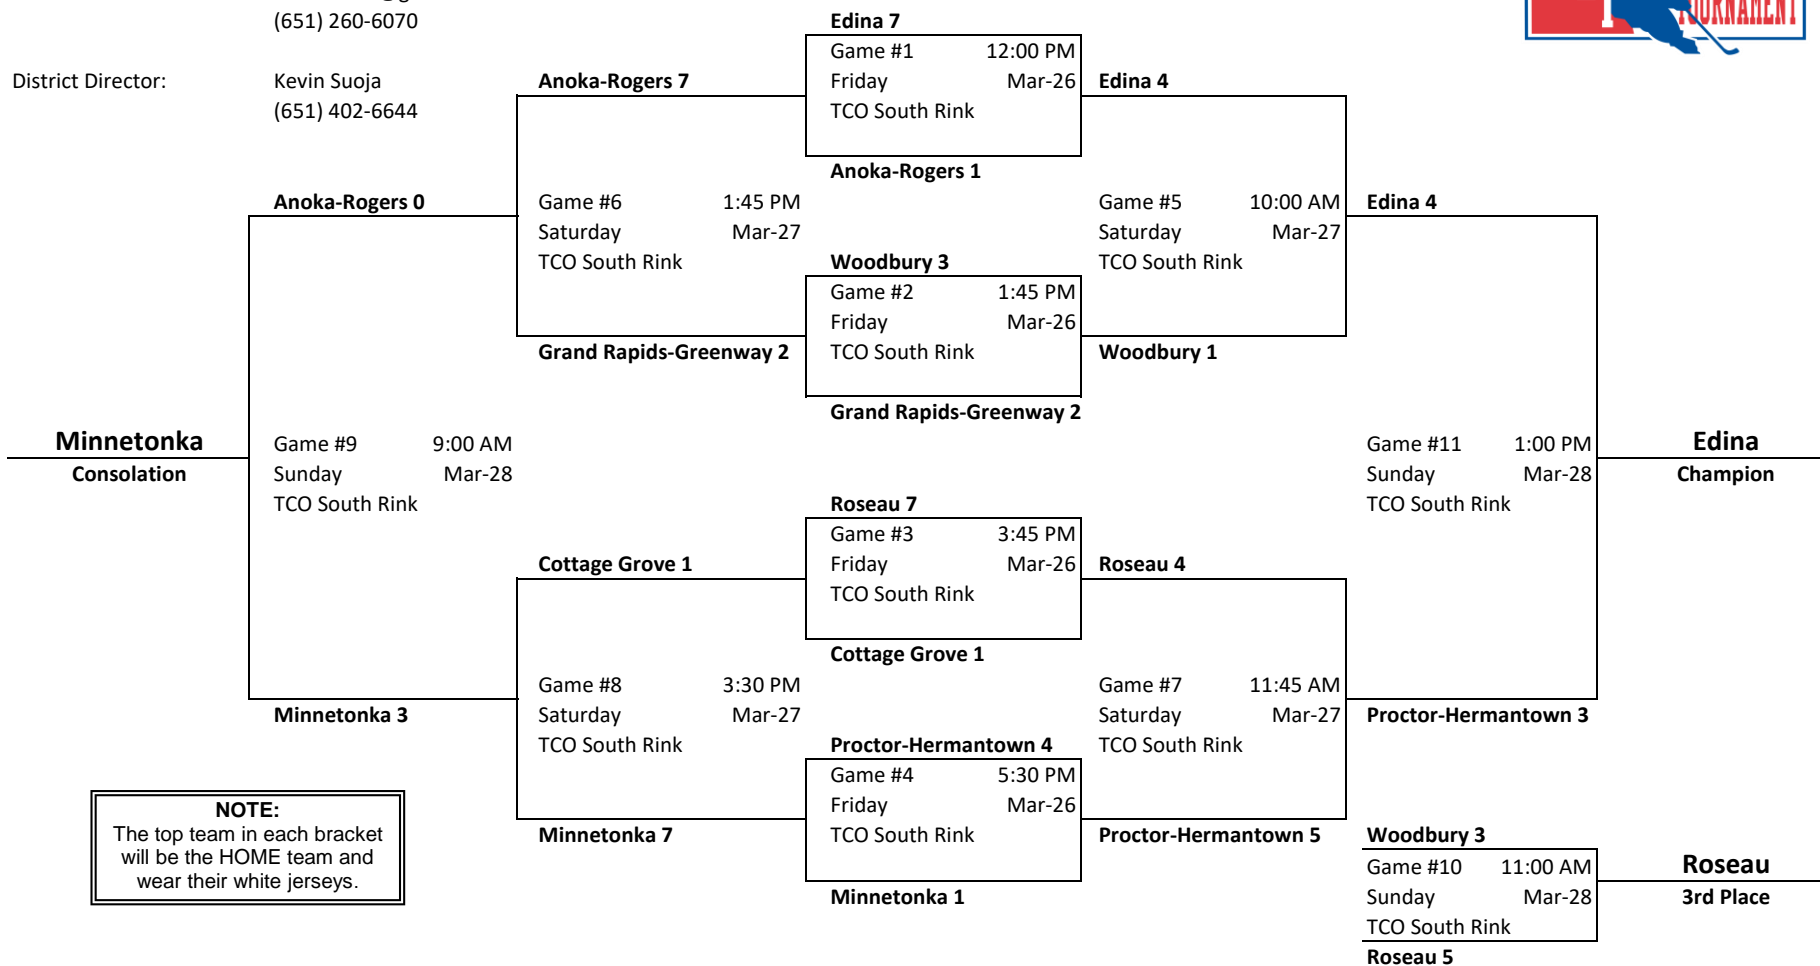 (651) 260-6070
TOURNAMENT
District Director: Kevin Suoja
(651) 402-6644
Edina 7
Game #1 12:00 PM
Friday Mar-26
TCO South Rink
Anoka-Rogers 1
Woodbury 3
Game #2 1:45 PM
Friday Mar-26
TCO South Rink
Grand Rapids-Greenway 2
Roseau 7
Game #3 3:45 PM
Friday Mar-26
TCO South Rink
Cottage Grove 1
Proctor-Hermantown 4
Game #4 5:30 PM
Friday Mar-26
TCO South Rink
Minnetonka 1
Edina 4
Game #5 10:00 AM
Saturday Mar-27
TCO South Rink
Woodbury 1
Anoka-Rogers 7
Game #6 1:45 PM
Saturday Mar-27
TCO South Rink
Grand Rapids-Greenway 2
Roseau 4
Game #7 11:45 AM
Saturday Mar-27
TCO South Rink
Proctor-Hermantown 5
Cottage Grove 1
Game #8 3:30 PM
Saturday Mar-27
TCO South Rink
Minnetonka 7
Anoka-Rogers 0
Game #9 9:00 AM
Sunday Mar-28
TCO South Rink
Minnetonka 3
Minnetonka
Consolation
Woodbury 3
Game #10 11:00 AM
Sunday Mar-28
TCO South Rink
Roseau 5
Roseau
3rd Place
Edina 4
Game #11 1:00 PM
Sunday Mar-28
TCO South Rink
Proctor-Hermantown 3
Edina
Champion
NOTE:
The top team in each bracket
will be the HOME team and
wear their white jerseys.